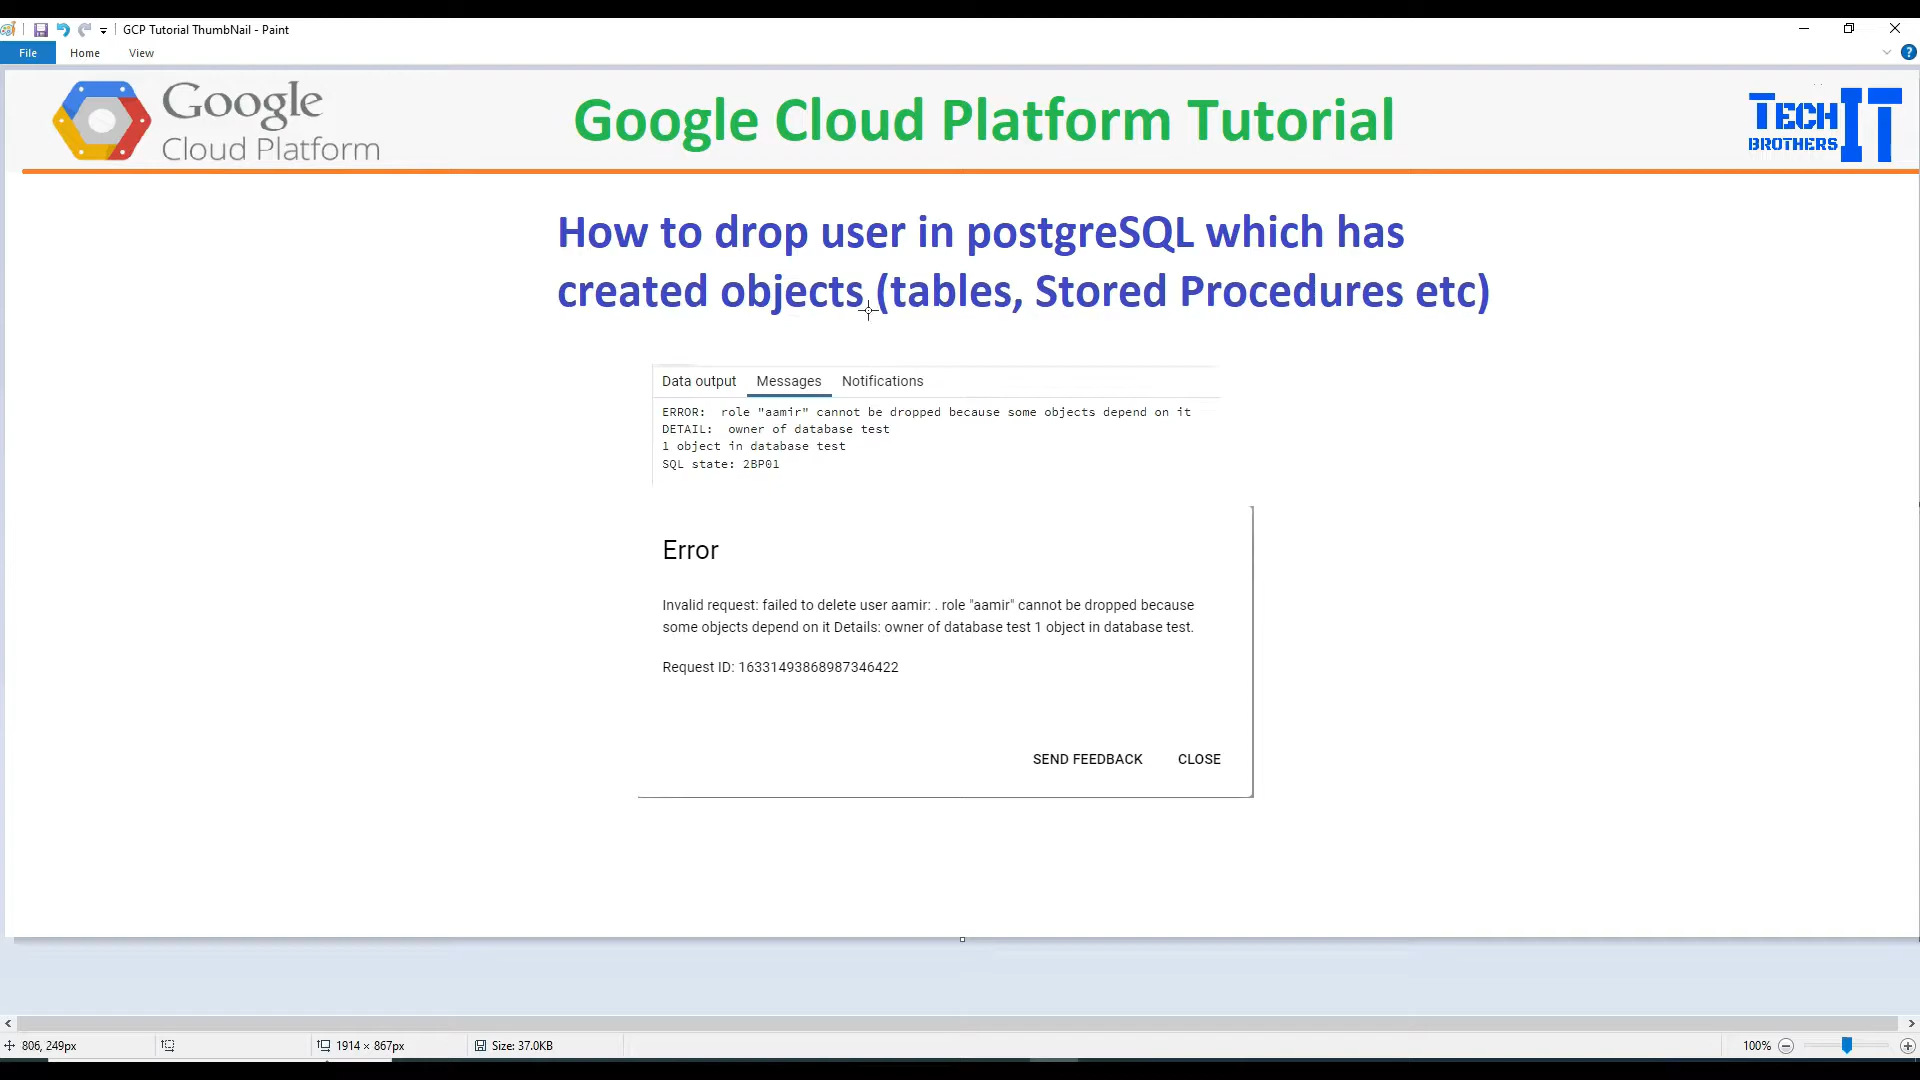 GCP Tutorial ThumbNail - Paint
File Home View
Google
Cloud Platform
Google Cloud Platform Tutorial
TECH IT
BROTHERS
How to drop user in postgreSQL which has
created objects (tables, Stored Procedures etc)
Data output Messages Notifications
ERROR:  role "aamir" cannot be dropped because some objects depend on it
DETAIL:  owner of database test
1 object in database test
SQL state: 2BP01
Error
Invalid request: failed to delete user aamir: . role "aamir" cannot be dropped because
some objects depend on it Details: owner of database test 1 object in database test.
Request ID: 16331493868987346422
SEND FEEDBACK CLOSE
806, 249px 1914 × 867px Size: 37.0KB 100%